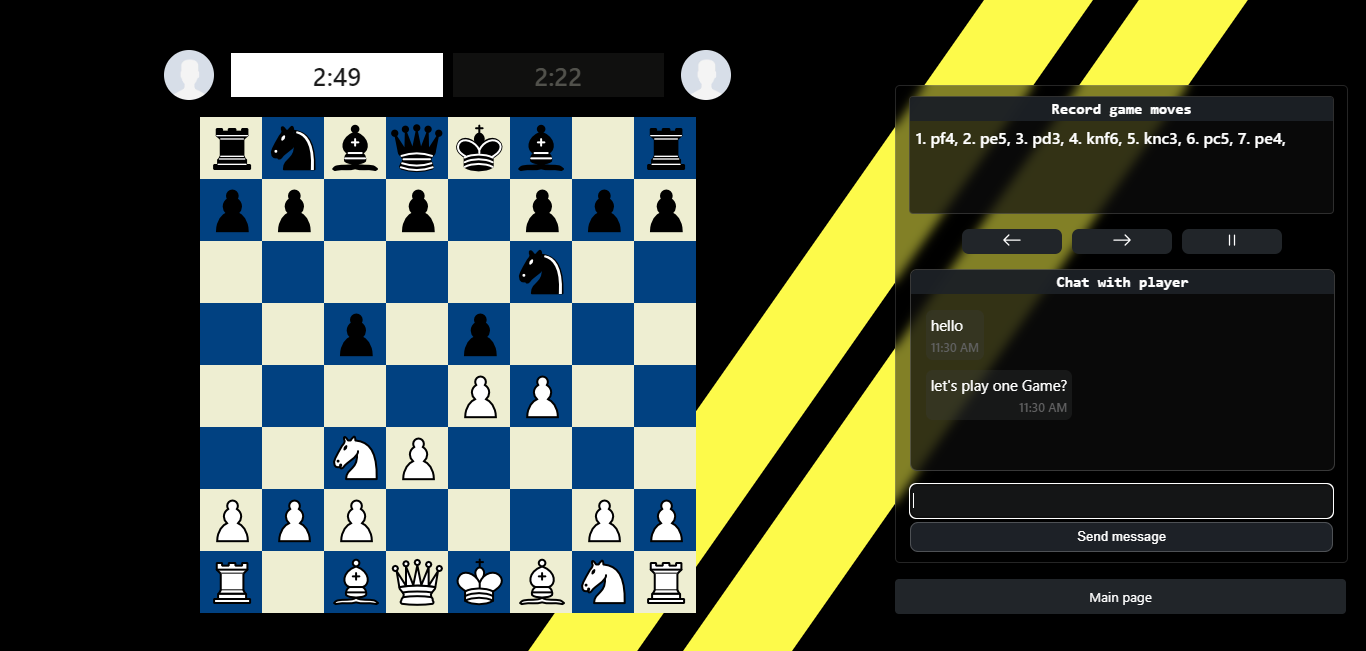 2:49
2:22
Record game moves
1. pf4, 2. pe5, 3. pd3, 4. knf6, 5. knc3, 6. pc5, 7. pe4,
Chat with player
hello
11:30 AM
let's play one Game?
11:30 AM
Send message
Main page